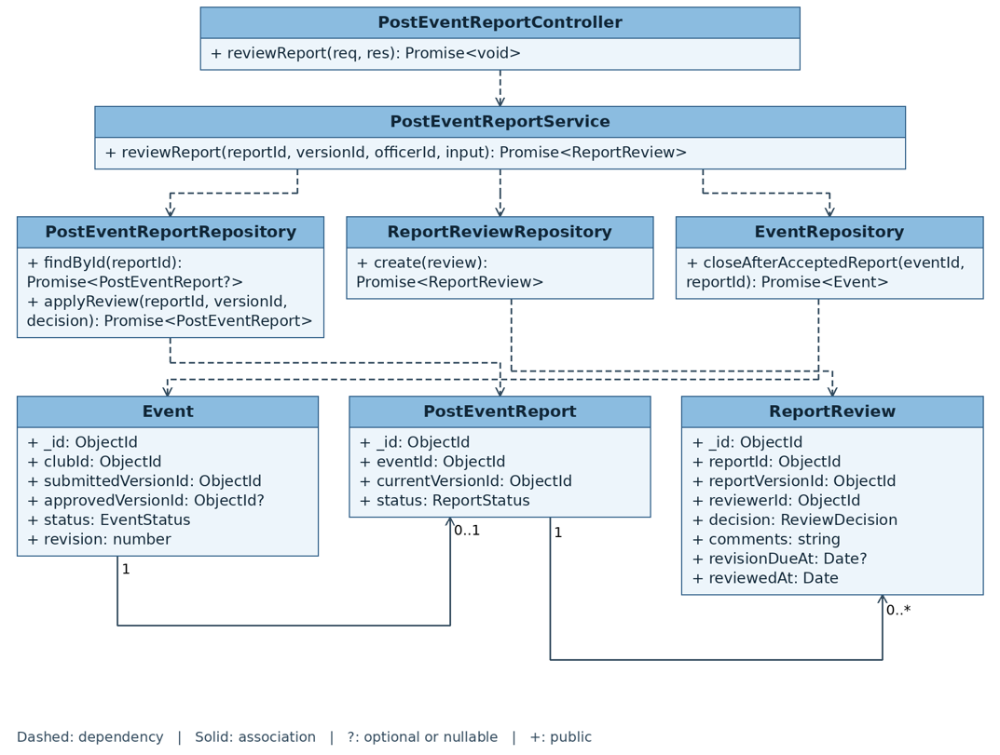 PostEventReportController
+ reviewReport(req, res): Promise<void>
PostEventReportService
+ reviewReport(reportId, versionId, officerId, input): Promise<ReportReview>
PostEventReportRepository
+ findById(reportId):
Promise<PostEventReport?>
+ applyReview(reportId, versionId,
decision): Promise<PostEventReport>
ReportReviewRepository
+ create(review):
Promise<ReportReview>
EventRepository
+ closeAfterAcceptedReport(eventId,
reportId): Promise<Event>
Event
+ _id: ObjectId
+ clubId: ObjectId
+ submittedVersionId: ObjectId
+ approvedVersionId: ObjectId?
+ status: EventStatus
+ revision: number
PostEventReport
+ _id: ObjectId
+ eventId: ObjectId
+ currentVersionId: ObjectId
+ status: ReportStatus
ReportReview
+ _id: ObjectId
+ reportId: ObjectId
+ reportVersionId: ObjectId
+ reviewerId: ObjectId
+ decision: ReviewDecision
+ comments: string
+ revisionDueAt: Date?
+ reviewedAt: Date
1
0..1
1
0..*
Dashed: dependency | Solid: association | ?: optional or nullable | +: public